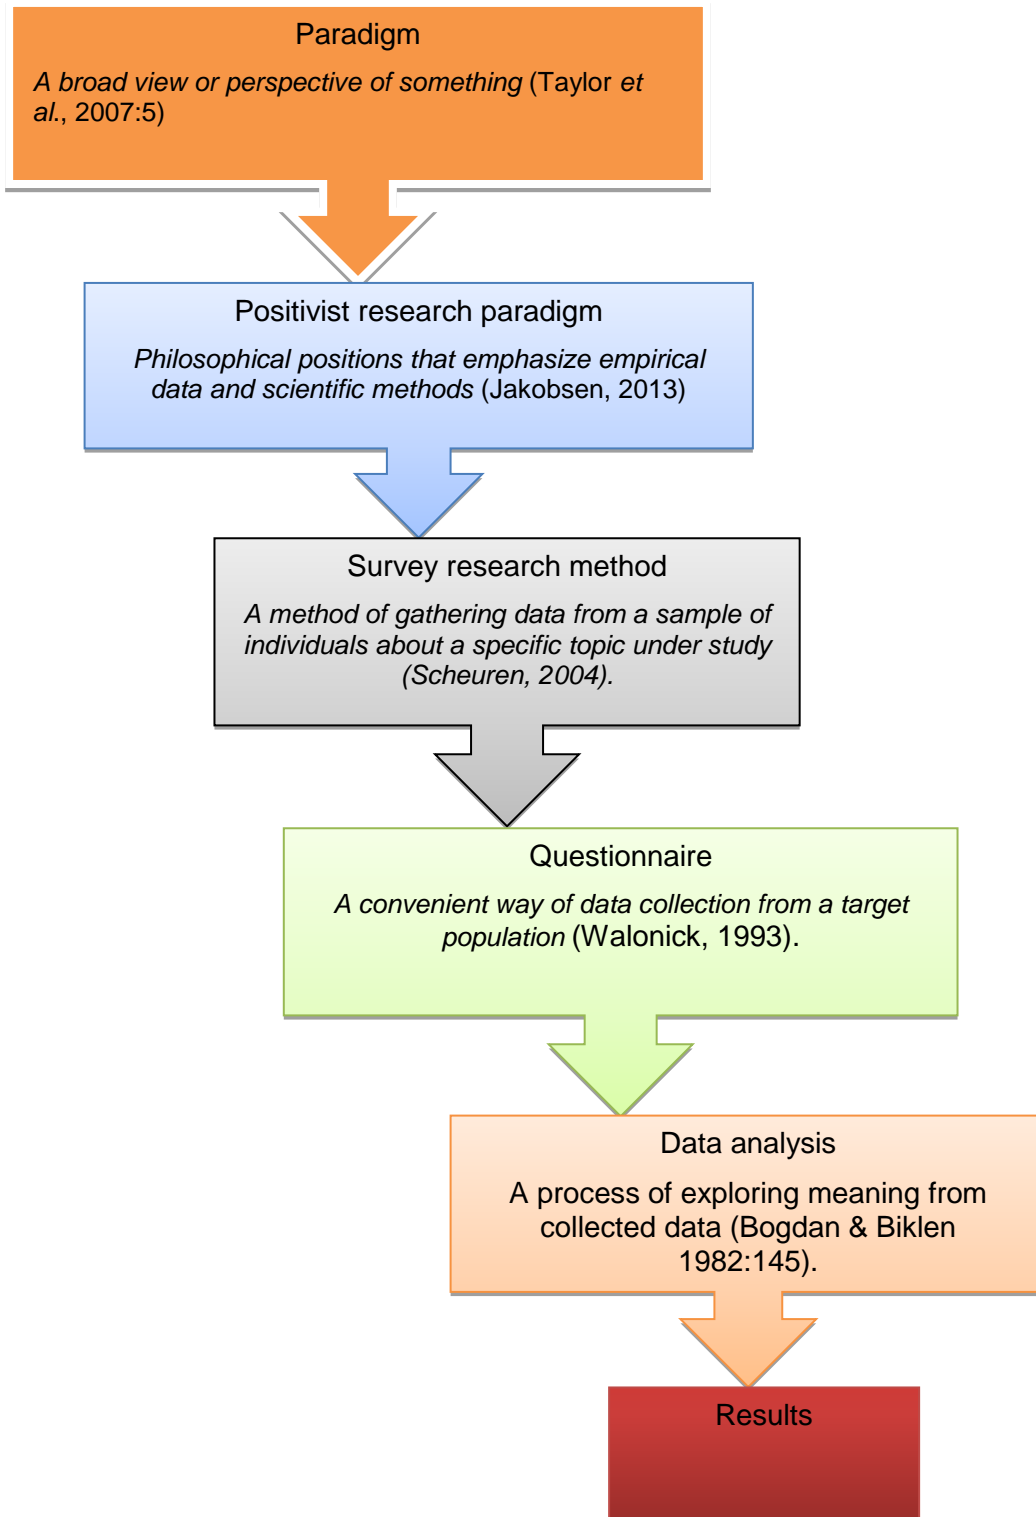 Paradigm
A broad view or perspective of something (Taylor et
al., 2007:5)
Positivist research paradigm
Philosophical positions that emphasize empirical
data and scientific methods (Jakobsen, 2013)
Survey research method
A method of gathering data from a sample of
individuals about a specific topic under study
(Scheuren, 2004).
Questionnaire
A convenient way of data collection from a target
population (Walonick, 1993).
Data analysis
A process of exploring meaning from
collected data (Bogdan & Biklen
1982:145).
Results